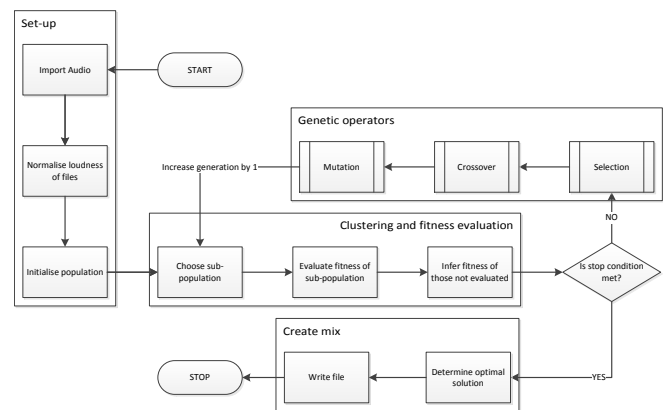 Set-up
Import Audio
START
Normalise loudness
of files
Initialise population
Genetic operators
Mutation
Crossover
Selection
Increase generation by 1
NO
Clustering and fitness evaluation
Choose sub-
population
Evaluate fitness of
sub-population
Infer fitness of
those not evaluated
Is stop condition
met?
Create mix
STOP
Write file
Determine optimal
solution
YES